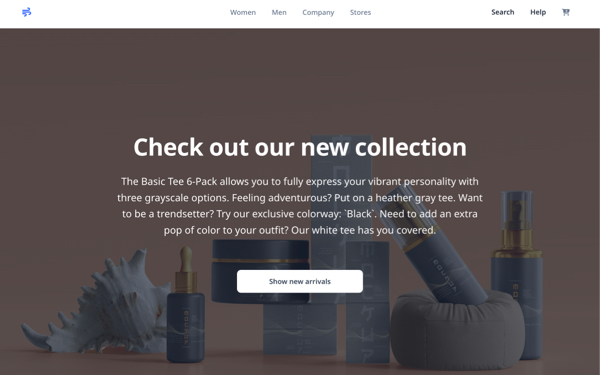 Women Men Company Stores Search Help
Check out our new collection
The Basic Tee 6-Pack allows you to fully express your vibrant personality with
three grayscale options. Feeling adventurous? Put on a heather gray tee. Want
to be a trendsetter? Try our exclusive colorway: `Black`. Need to add an extra
pop of color to your outfit? Our white tee has you covered.
Show new arrivals